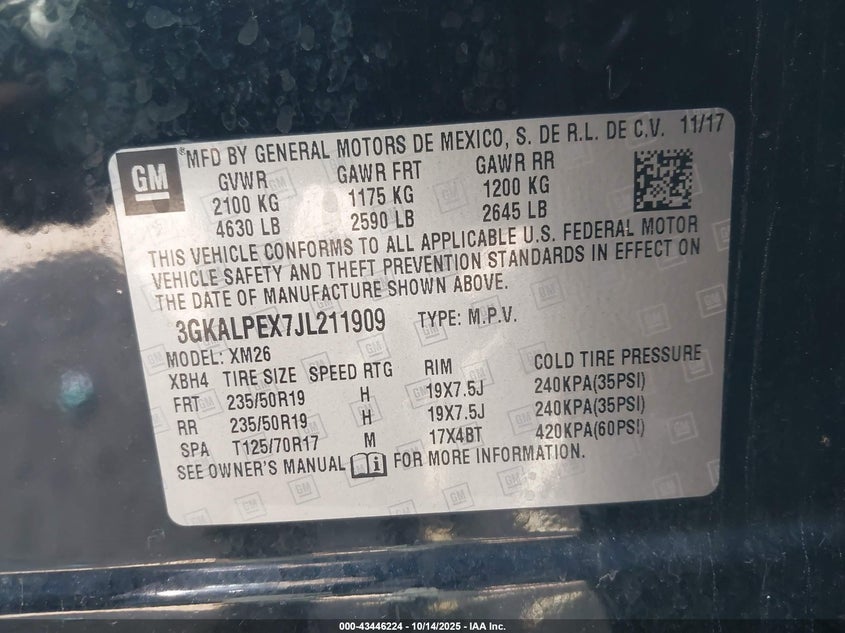 GM *MFD BY GENERAL MOTORS DE MEXICO, S. DE R.L. DE C.V. 11/17
GVWR GAWR FRT GAWR RR
2100 KG 1175 KG 1200 KG
4630 LB 2590 LB 2645 LB
THIS VEHICLE CONFORMS TO ALL APPLICABLE U.S. FEDERAL MOTOR
VEHICLE SAFETY AND THEFT PREVENTION STANDARDS IN EFFECT ON
THE DATE OF MANUFACTURE SHOWN ABOVE.
3GKALPEX7JL211909 TYPE: M.P.V.
MODEL: XM26
XBH4 TIRE SIZE SPEED RTG RIM COLD TIRE PRESSURE
FRT 235/50R19 H 19X7.5J 240KPA(35PSI)
RR 235/50R19 H 19X7.5J 240KPA(35PSI)
SPA T125/70R17 M 17X4BT 420KPA(60PSI)
SEE OWNER'S MANUAL FOR MORE INFORMATION.
000-43446224 - 10/14/2025 - IAA Inc.